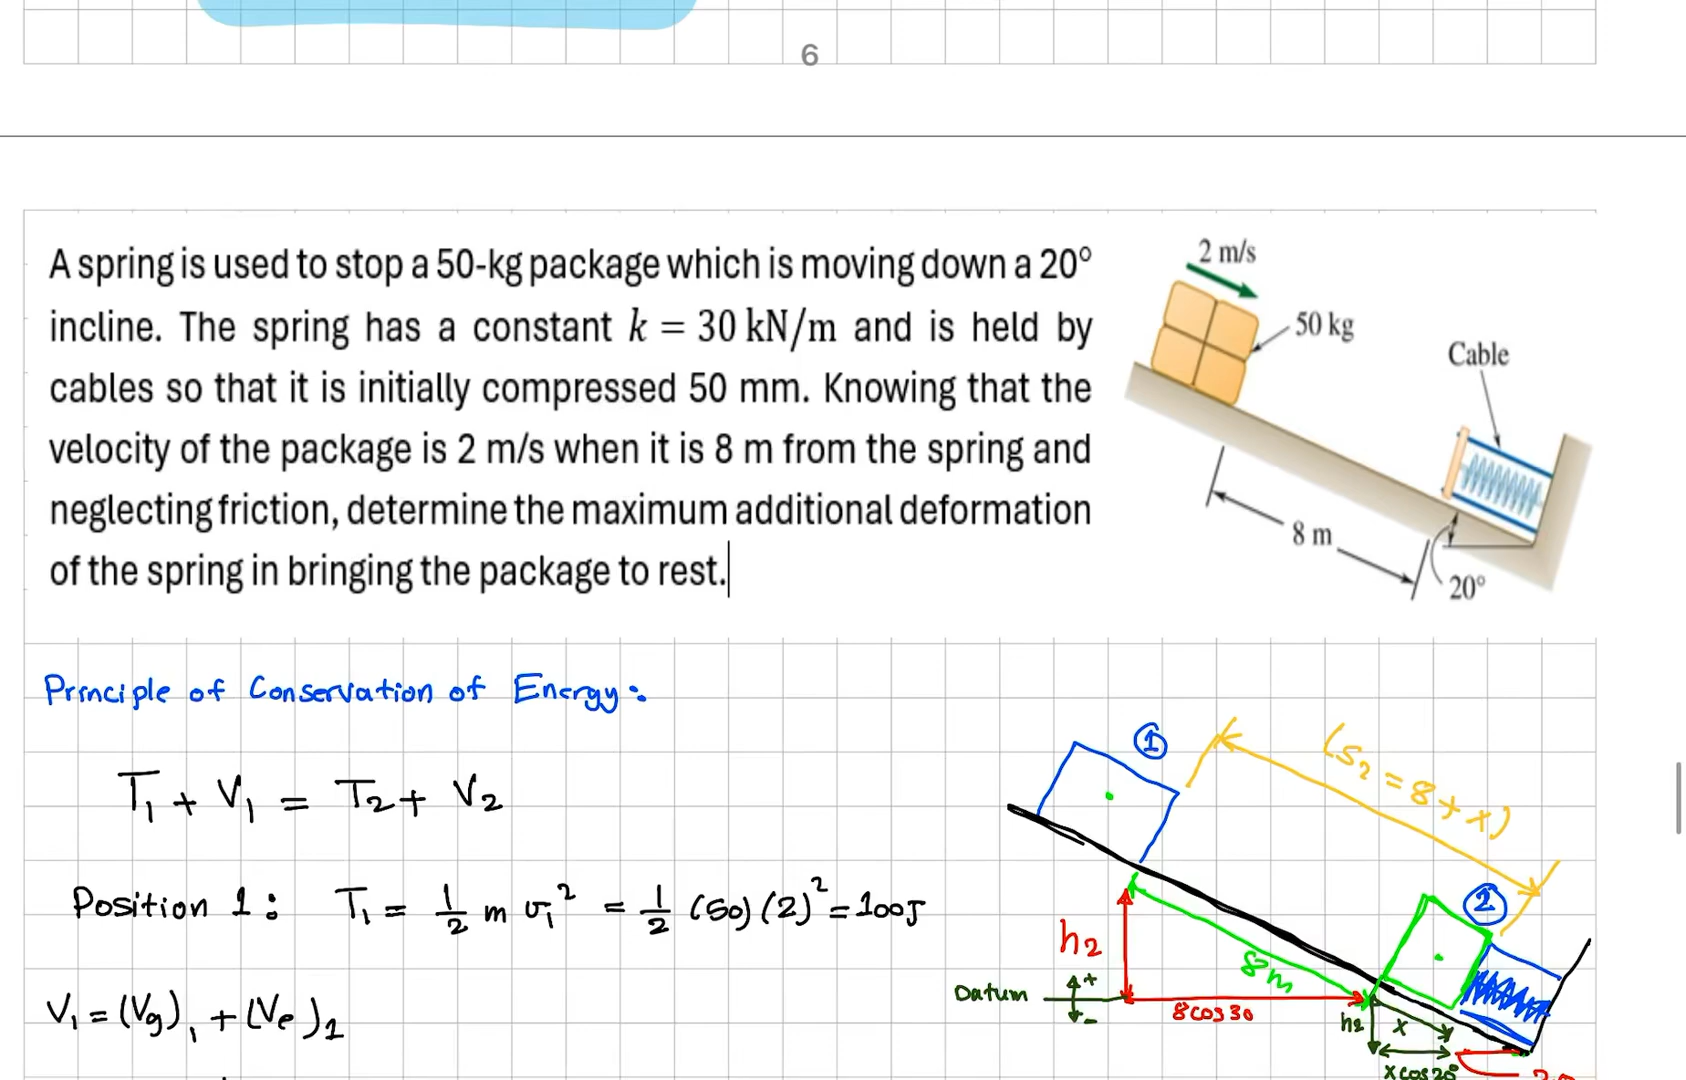 6
A spring is used to stop a 50-kg package which is moving down a 20°
incline. The spring has a constant k = 30 kN/m and is held by
cables so that it is initially compressed 50 mm. Knowing that the
velocity of the package is 2 m/s when it is 8 m from the spring and
neglecting friction, determine the maximum additional deformation
of the spring in bringing the package to rest.
2 m/s
50 kg
Cable
8 m
20°
Principle of Conservation of Energy:
T₁ + V₁ = T₂ + V₂
Position 1: T₁ = 1/2 m v₁² = 1/2 (50) (2)² = 100J
V₁ = (Vg)₁ + (Ve)₁
1
(S₂ = 8 + x)
2
h₂
8m
Datum
+
-
8 cos 30
h₂
x
x cos 20°